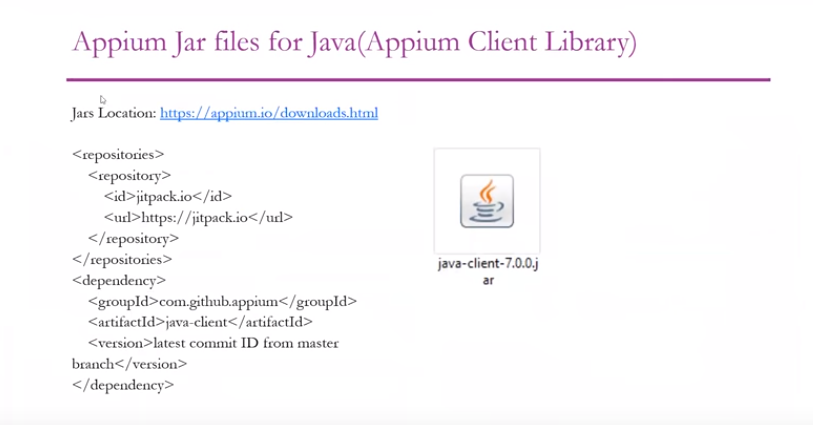 Appium Jar files for Java(Appium Client Library)
Jars Location: https://appium.io/downloads.html
<repositories>
<repository>
<id>jitpack.io</id>
<url>https://jitpack.io</url>
</repository>
</repositories>
<dependency>
<groupId>com.github.appium</groupId>
<artifactId>java-client</artifactId>
<version>latest commit ID from master
branch</version>
</dependency>
java-client-7.0.0.j
ar